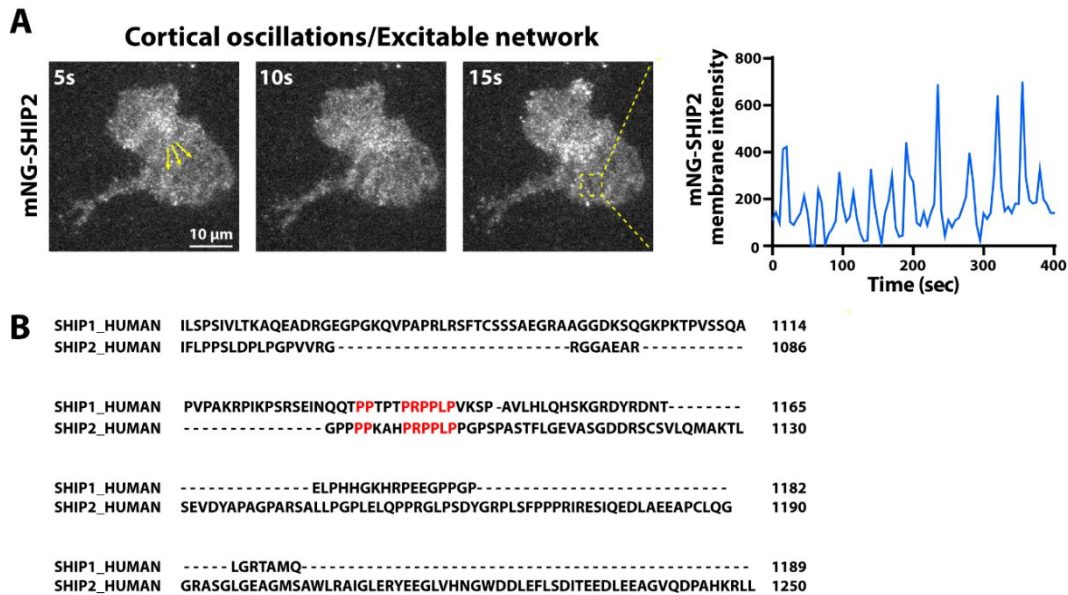 A
Cortical oscillations/Excitable network
mNG-SHIP2
5s
10s
15s
10 μm
mNG-SHIP2
membrane intensity
800
600
400
200
0
0 100 200 300 400
Time (sec)
B
SHIP1_HUMAN ILSPSIVLTKAQEADRGEGPGKQVPAPRLRSFTCSSSAEGRAAGGDKSQGKPKTPVSSQA 1114
SHIP2_HUMAN IFLPPSLDPLPGPVVRG------------------------RGGAEAR----------- 1086
SHIP1_HUMAN PVPAKRPIKPSRSEINQQTPPTPTPRPPLPVKSP-AVLHLQHSKGRDYRDNT-------- 1165
SHIP2_HUMAN ----------------GPPPPKAHPRPPLPPGPSPASTFLGEVASGDDRSCSVLQMAKTL 1130
SHIP1_HUMAN --------------ELPHHGKHRPEEGPPGP---------------------------- 1182
SHIP2_HUMAN SEVDYAPAGPARSALLPGPLELQPPRGLPSDYGRPLSFPPPRIRESIQEDLAEEAPCLQG 1190
SHIP1_HUMAN -----LGRTAMQ------------------------------------------------ 1189
SHIP2_HUMAN GRASGLGEAGMSAWLRAIGLERYEEGLVHNGWDDLEFLSDITEEDLEEAGVQDPAHKRLL 1250